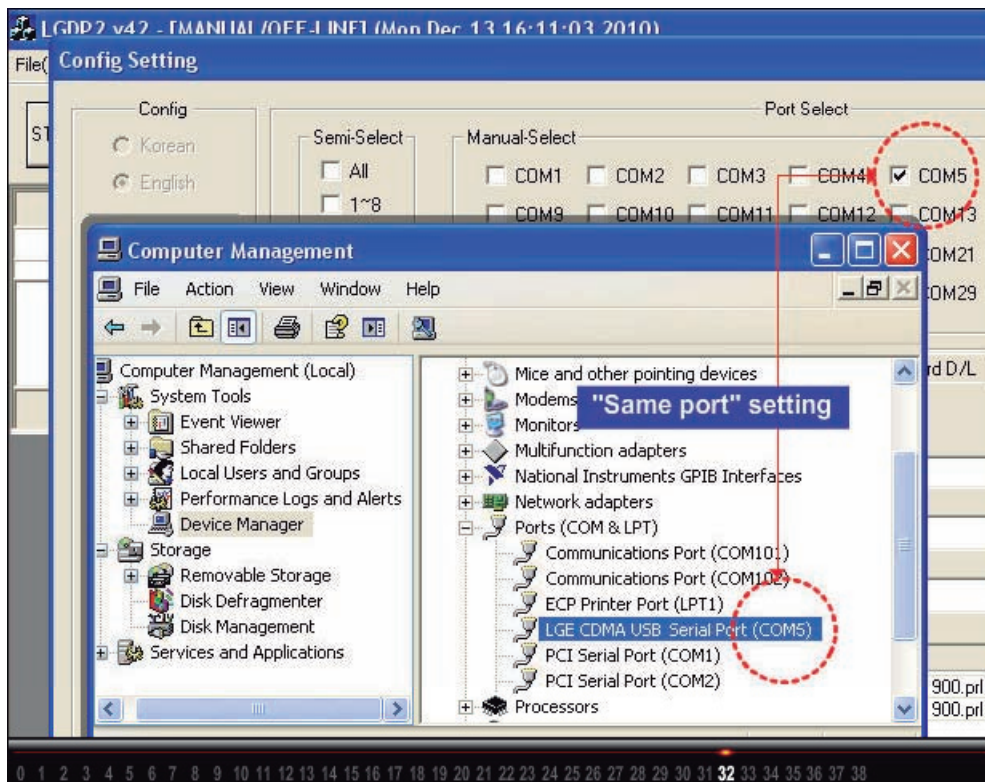 LGDP2 v42 - [MANUAL/OFF-LINE] (Mon Dec 13 16:11:03 2010)
File(
Config Setting
Config
Port Select
ST
Korean
English
Semi-Select
All
1~8
Manual-Select
COM1 COM2 COM3 COM4 COM5
COM9 COM10 COM11 COM12 COM13
COM21
COM29
rd D/L
Computer Management
File Action View Window Help
Computer Management (Local)
System Tools
Event Viewer
Shared Folders
Local Users and Groups
Performance Logs and Alerts
Device Manager
Storage
Removable Storage
Disk Defragmenter
Disk Management
Services and Applications
Mice and other pointing devices
Modems
"Same port" setting
Monitors
Multifunction adapters
National Instruments GPIB Interfaces
Network adapters
Ports (COM & LPT)
Communications Port (COM101)
Communications Port (COM102)
ECP Printer Port (LPT1)
LGE CDMA USB Serial Port (COM5)
PCI Serial Port (COM1)
PCI Serial Port (COM2)
Processors
900.prl
900.prl
0 1 2 3 4 5 6 7 8 9 10 11 12 13 14 15 16 17 18 19 20 21 22 23 24 25 26 27 28 29 30 31 32 33 34 35 36 37 38